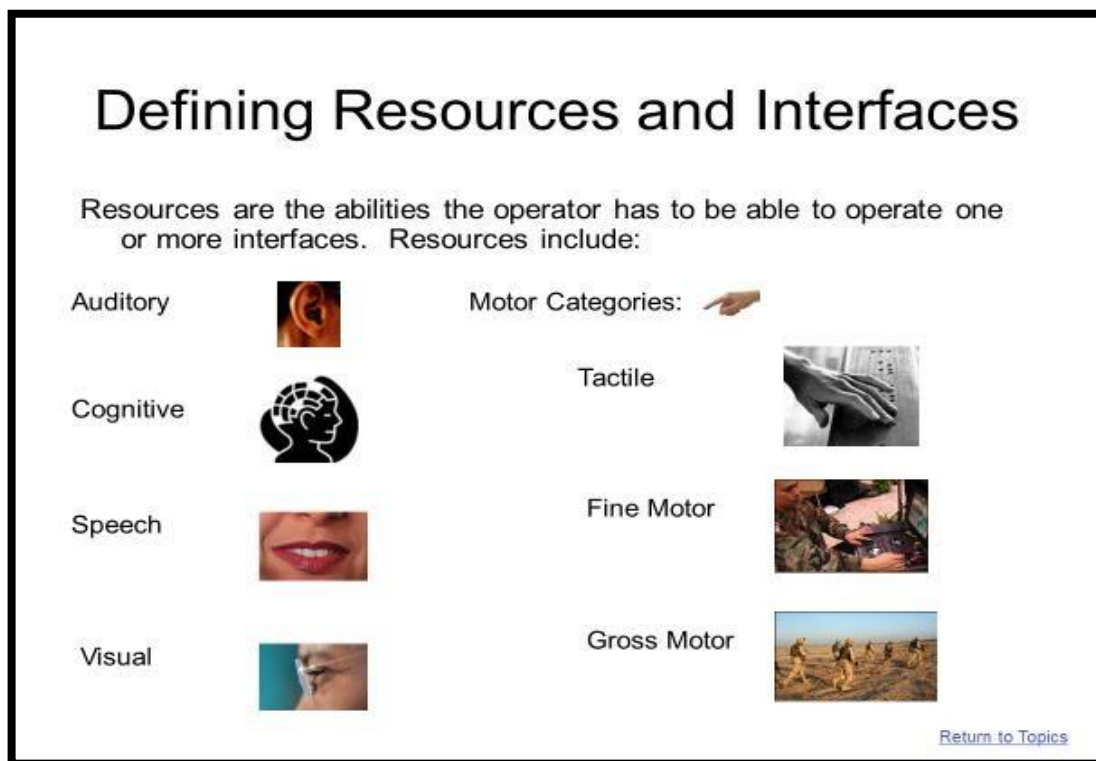 Defining Resources and Interfaces
Resources are the abilities the operator has to be able to operate one
or more interfaces. Resources include:
Auditory
Cognitive
Speech
Visual
Motor Categories:
Tactile
Fine Motor
Gross Motor
Return to Topics